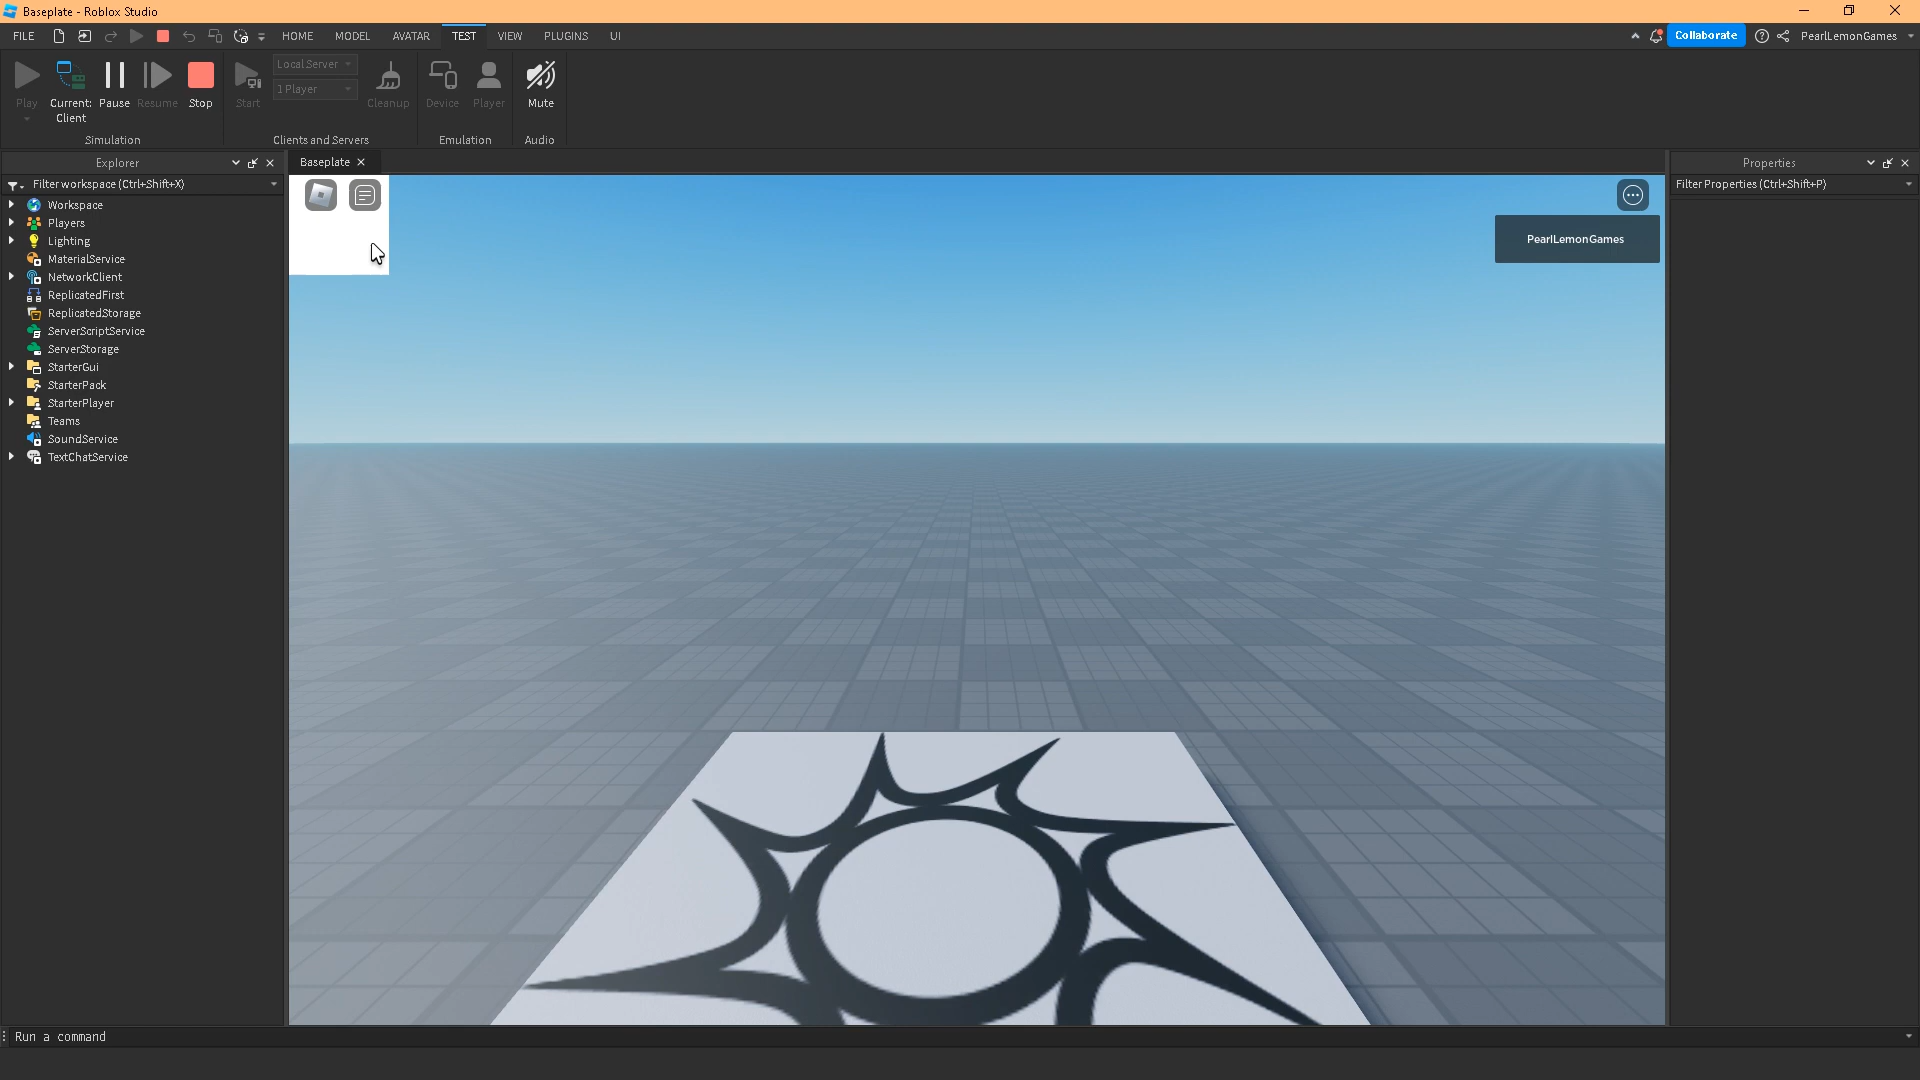 Baseplate - Roblox Studio
FILE
HOME
MODEL
AVATAR
TEST
VIEW
PLUGINS
UI
Collaborate
PearlLemonGames
Play
Current:
Client
Pause
Resume
Stop
Simulation
Start
Local Server
1 Player
Cleanup
Clients and Servers
Device
Player
Emulation
Mute
Audio
Explorer
Baseplate
Properties
Filter workspace (Ctrl+Shift+X)
Filter Properties (Ctrl+Shift+P)
Workspace
Players
Lighting
MaterialService
NetworkClient
ReplicatedFirst
ReplicatedStorage
ServerScriptService
ServerStorage
StarterGui
StarterPack
StarterPlayer
Teams
SoundService
TextChatService
PearlLemonGames
Run a command